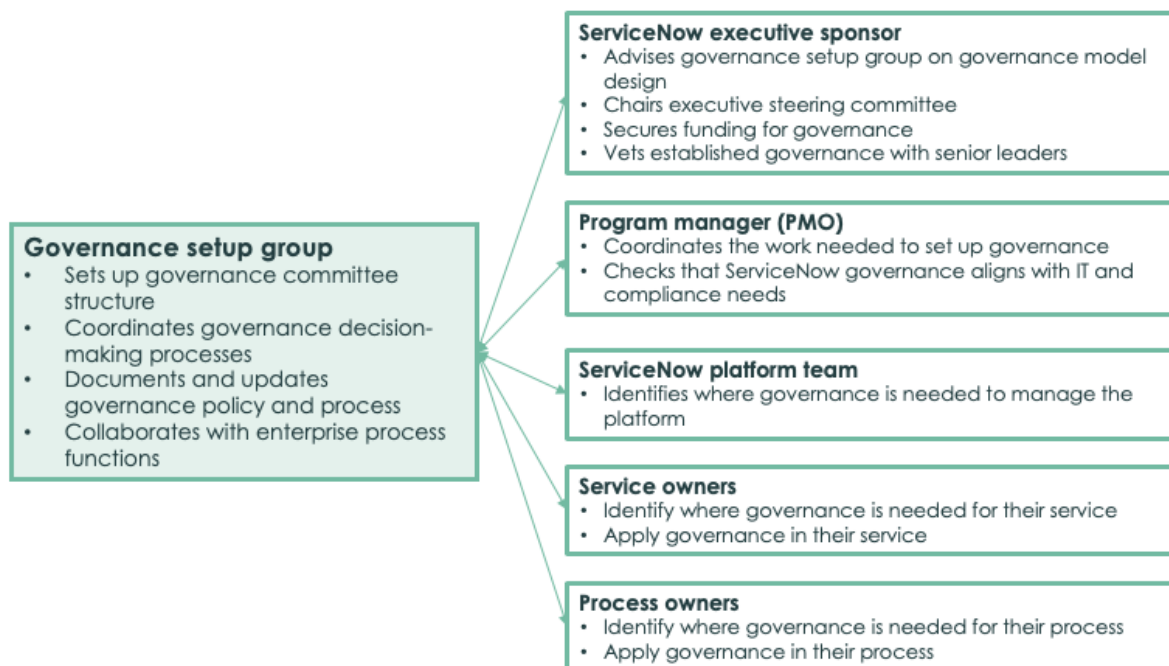 Governance setup group
• Sets up governance committee
structure
• Coordinates governance decision-
making processes
• Documents and updates
governance policy and process
• Collaborates with enterprise process
functions
ServiceNow executive sponsor
• Advises governance setup group on governance model
design
• Chairs executive steering committee
• Secures funding for governance
• Vets established governance with senior leaders
Program manager (PMO)
• Coordinates the work needed to set up governance
• Checks that ServiceNow governance aligns with IT and
compliance needs
ServiceNow platform team
• Identifies where governance is needed to manage the
platform
Service owners
• Identify where governance is needed for their service
• Apply governance in their service
Process owners
• Identify where governance is needed for their process
• Apply governance in their process